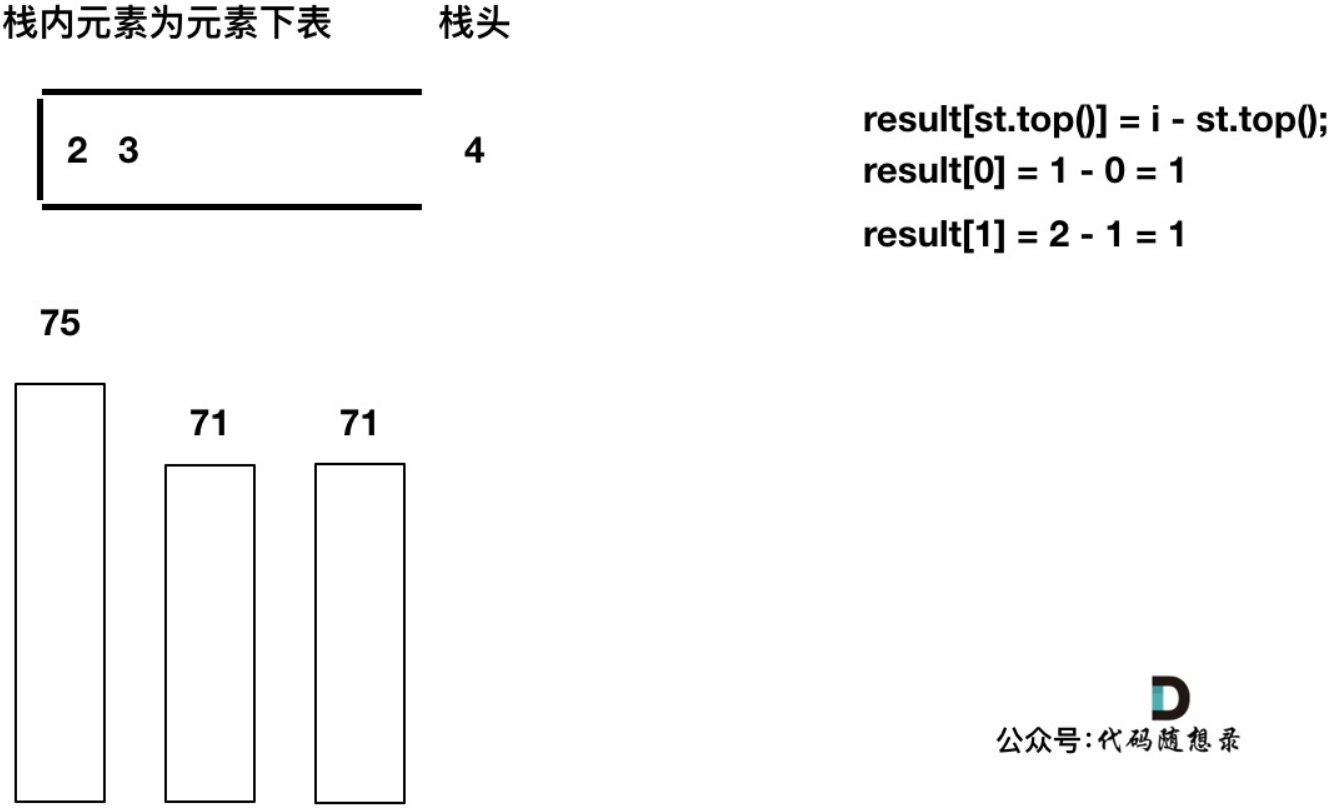 栈内元素为元素下表 栈头
2 3 4
result[st.top()] = i - st.top();
result[0] = 1 - 0 = 1
result[1] = 2 - 1 = 1
75
71 71
公众号:代码随想录